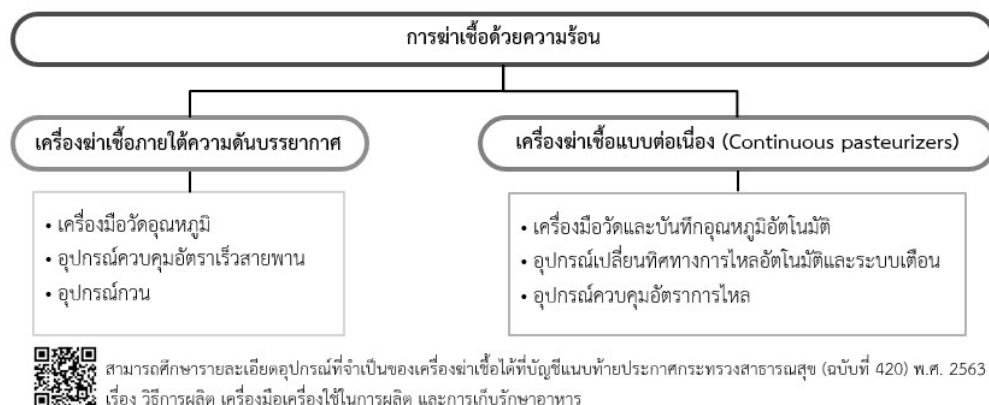 การฆ่าเชื้อด้วยความร้อน
เครื่องฆ่าเชื้อภายใต้ความดันบรรยากาศ
• เครื่องมือวัดอุณหภูมิ
• อุปกรณ์ควบคุมอัตราเร็วสายพาน
• อุปกรณ์กวน
เครื่องฆ่าเชื้อแบบต่อเนื่อง (Continuous pasteurizers)
• เครื่องมือวัดและบันทึกอุณหภูมิอัตโนมัติ
• อุปกรณ์เปลี่ยนทิศทางการไหลอัตโนมัติและระบบเตือน
• อุปกรณ์ควบคุมอัตราการไหล
สามารถศึกษารายละเอียดอุปกรณ์ที่จำเป็นของเครื่องฆ่าเชื้อได้ที่บัญชีแนบท้ายประกาศกระทรวงสาธารณสุข (ฉบับที่ 420) พ.ศ. 2563
เรื่อง วิธีการผลิต เครื่องมือเครื่องใช้ในการผลิต และการเก็บรักษาอาหาร